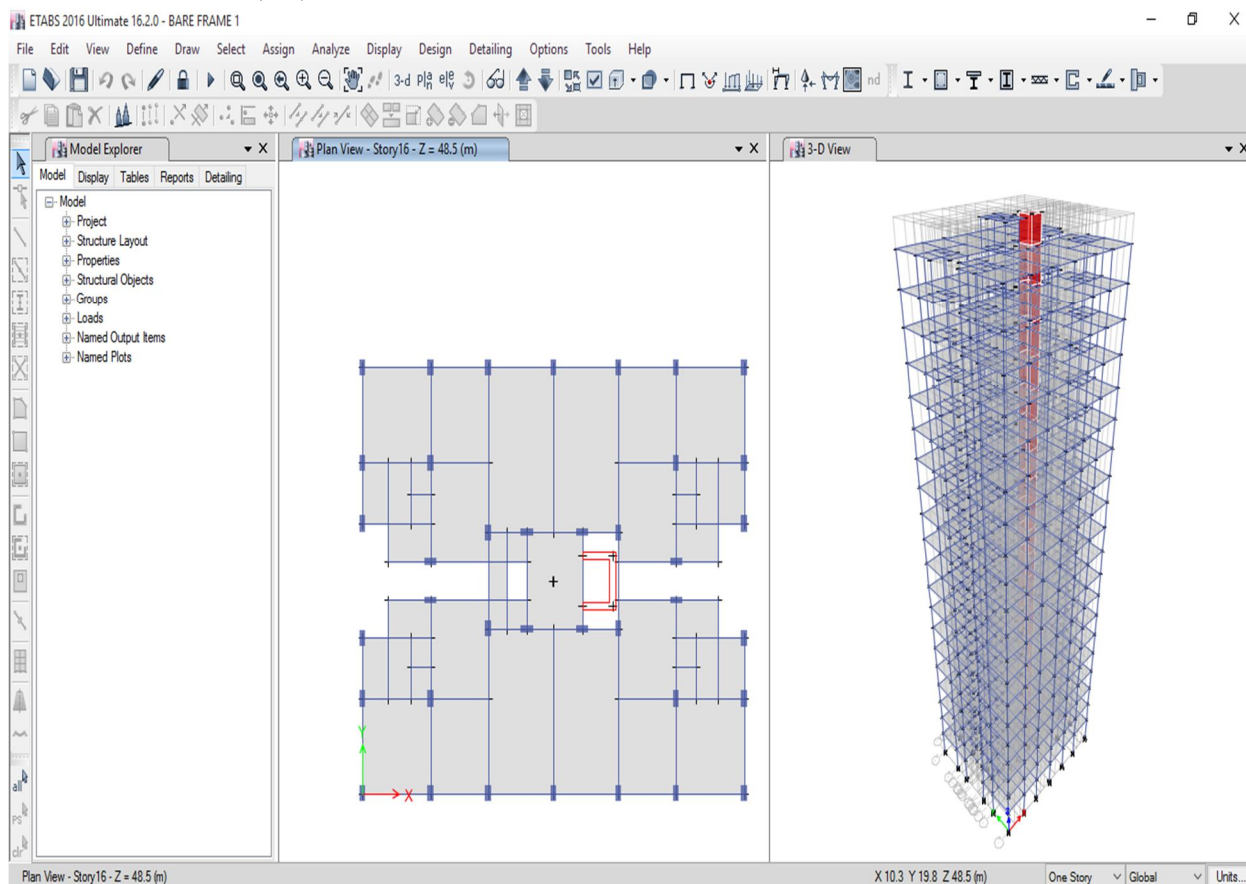 ETABS 2016 Ultimate 16.2.0 - BARE FRAME 1
File Edit View Define Draw Select Assign Analyze Display Design Detailing Options Tools Help
3-d plạ elẹ nd
Model Explorer
Plan View - Story16 - Z = 48.5 (m)
3-D View
Model Display Tables Reports Detailing
Model
Project
Structure Layout
Properties
Structural Objects
Groups
Loads
Named Output Items
Named Plots
Y
X
all
PS
clr
Plan View - Story16 - Z = 48.5 (m)
X 10.3 Y 19.8 Z 48.5 (m)
One Story
Global
Units...